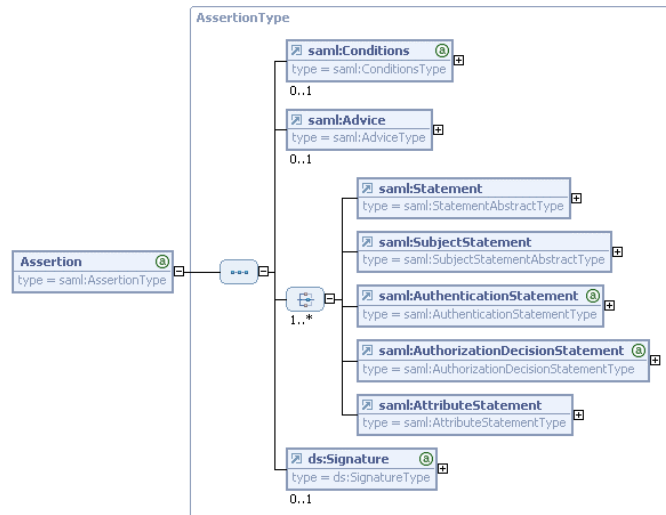 AssertionType
saml:Conditions a
type = saml:ConditionsType
0..1
saml:Advice
type = saml:AdviceType
0..1
saml:Statement
type = saml:StatementAbstractType
saml:SubjectStatement
type = saml:SubjectStatementAbstractType
Assertion a
type = saml:AssertionType
1..*
saml:AuthenticationStatement a
type = saml:AuthenticationStatementType
saml:AuthorizationDecisionStatement a
type = saml:AuthorizationDecisionStatementType
saml:AttributeStatement
type = saml:AttributeStatementType
ds:Signature a
type = ds:SignatureType
0..1